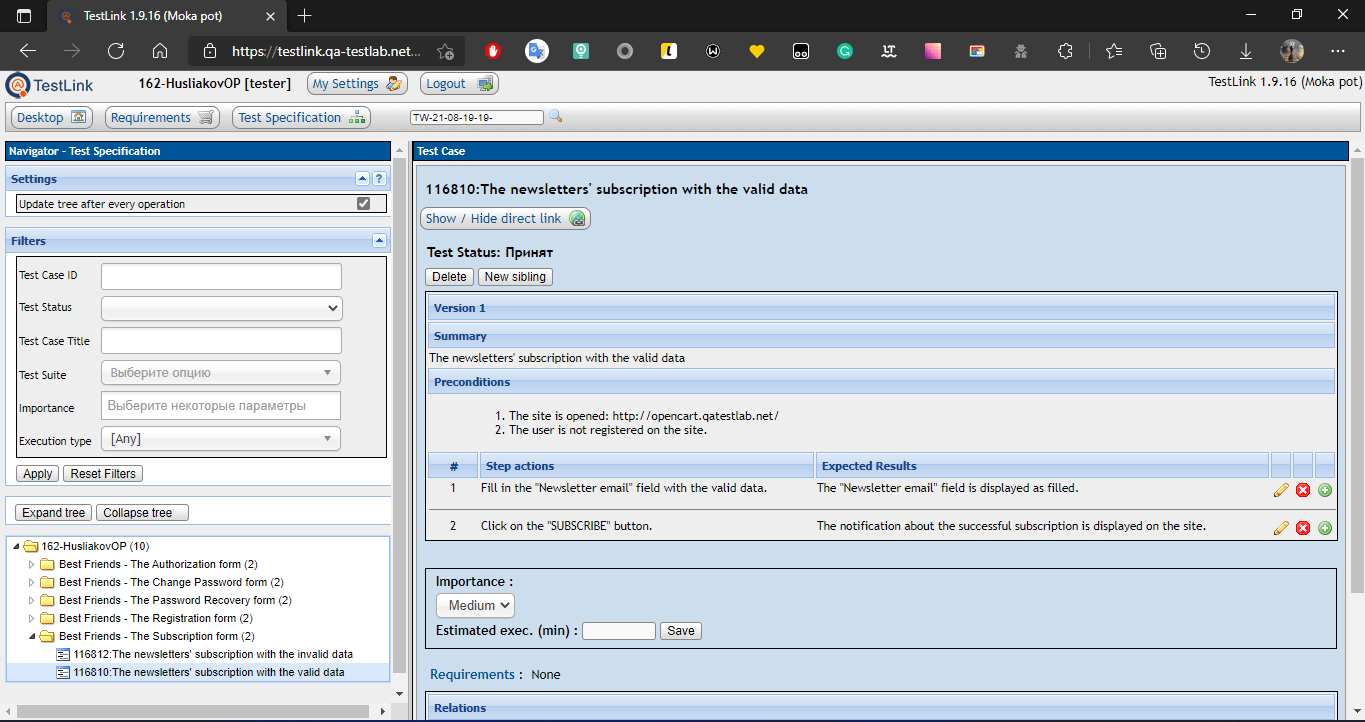 TestLink 1.9.16 (Moka pot)
https://testlink.qa-testlab.net...
TestLink
162-HusliakovOP [tester]
My Settings
Logout
TestLink 1.9.16 (Moka pot)
Desktop
Requirements
Test Specification
TW-21-08-19-19-
Navigator - Test Specification
Settings
?
Update tree after every operation
Filters
Test Case ID
Test Status
Test Case Title
Test Suite
Выберите опцию
Importance
Выберите некоторые параметры
Execution type
[Any]
Apply
Reset Filters
Expand tree
Collapse tree
162-HusliakovOP (10)
Best Friends - The Authorization form (2)
Best Friends - The Change Password form (2)
Best Friends - The Password Recovery form (2)
Best Friends - The Registration form (2)
Best Friends - The Subscription form (2)
116812:The newsletters' subscription with the invalid data
116810:The newsletters' subscription with the valid data
Test Case
116810:The newsletters' subscription with the valid data
Show / Hide direct link
Test Status: Принят
Delete
New sibling
Version 1
Summary
The newsletters' subscription with the valid data
Preconditions
1. The site is opened: http://opencart.qatestlab.net/
2. The user is not registered on the site.
# Step actions Expected Results
1 Fill in the "Newsletter email" field with the valid data. The "Newsletter email" field is displayed as filled.
2 Click on the "SUBSCRIBE" button. The notification about the successful subscription is displayed on the site.
Importance :
Medium
Estimated exec. (min) :
Save
Requirements : None
Relations